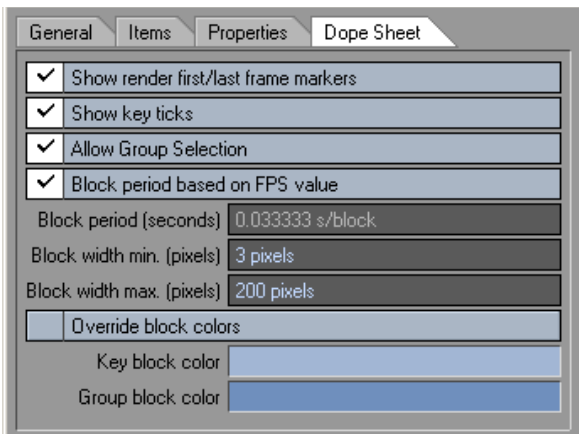 General Items Properties Dope Sheet
Show render first/last frame markers
Show key ticks
Allow Group Selection
Block period based on FPS value
Block period (seconds) 0.033333 s/block
Block width min. (pixels) 3 pixels
Block width max. (pixels) 200 pixels
Override block colors
Key block color
Group block color